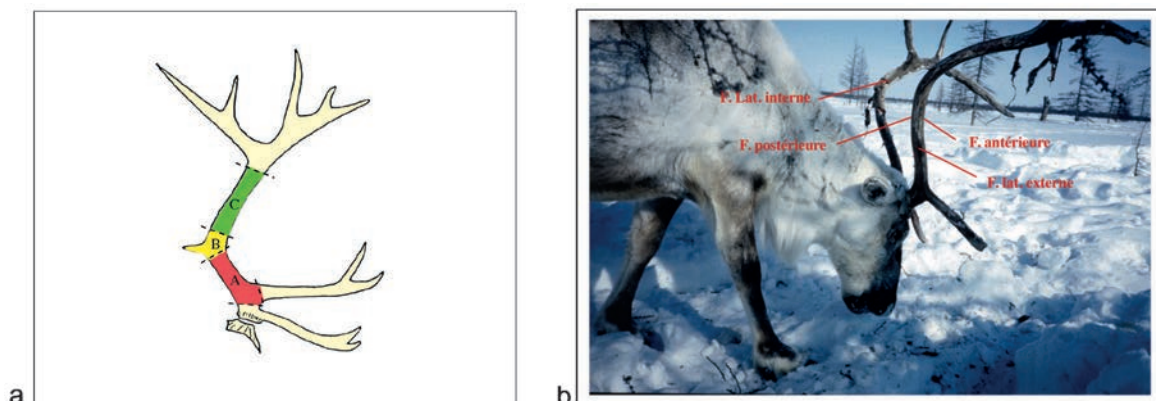 C
B
A
a
F. Lat. interne
F. postérieure
F. antérieure
F. lat. externe
b